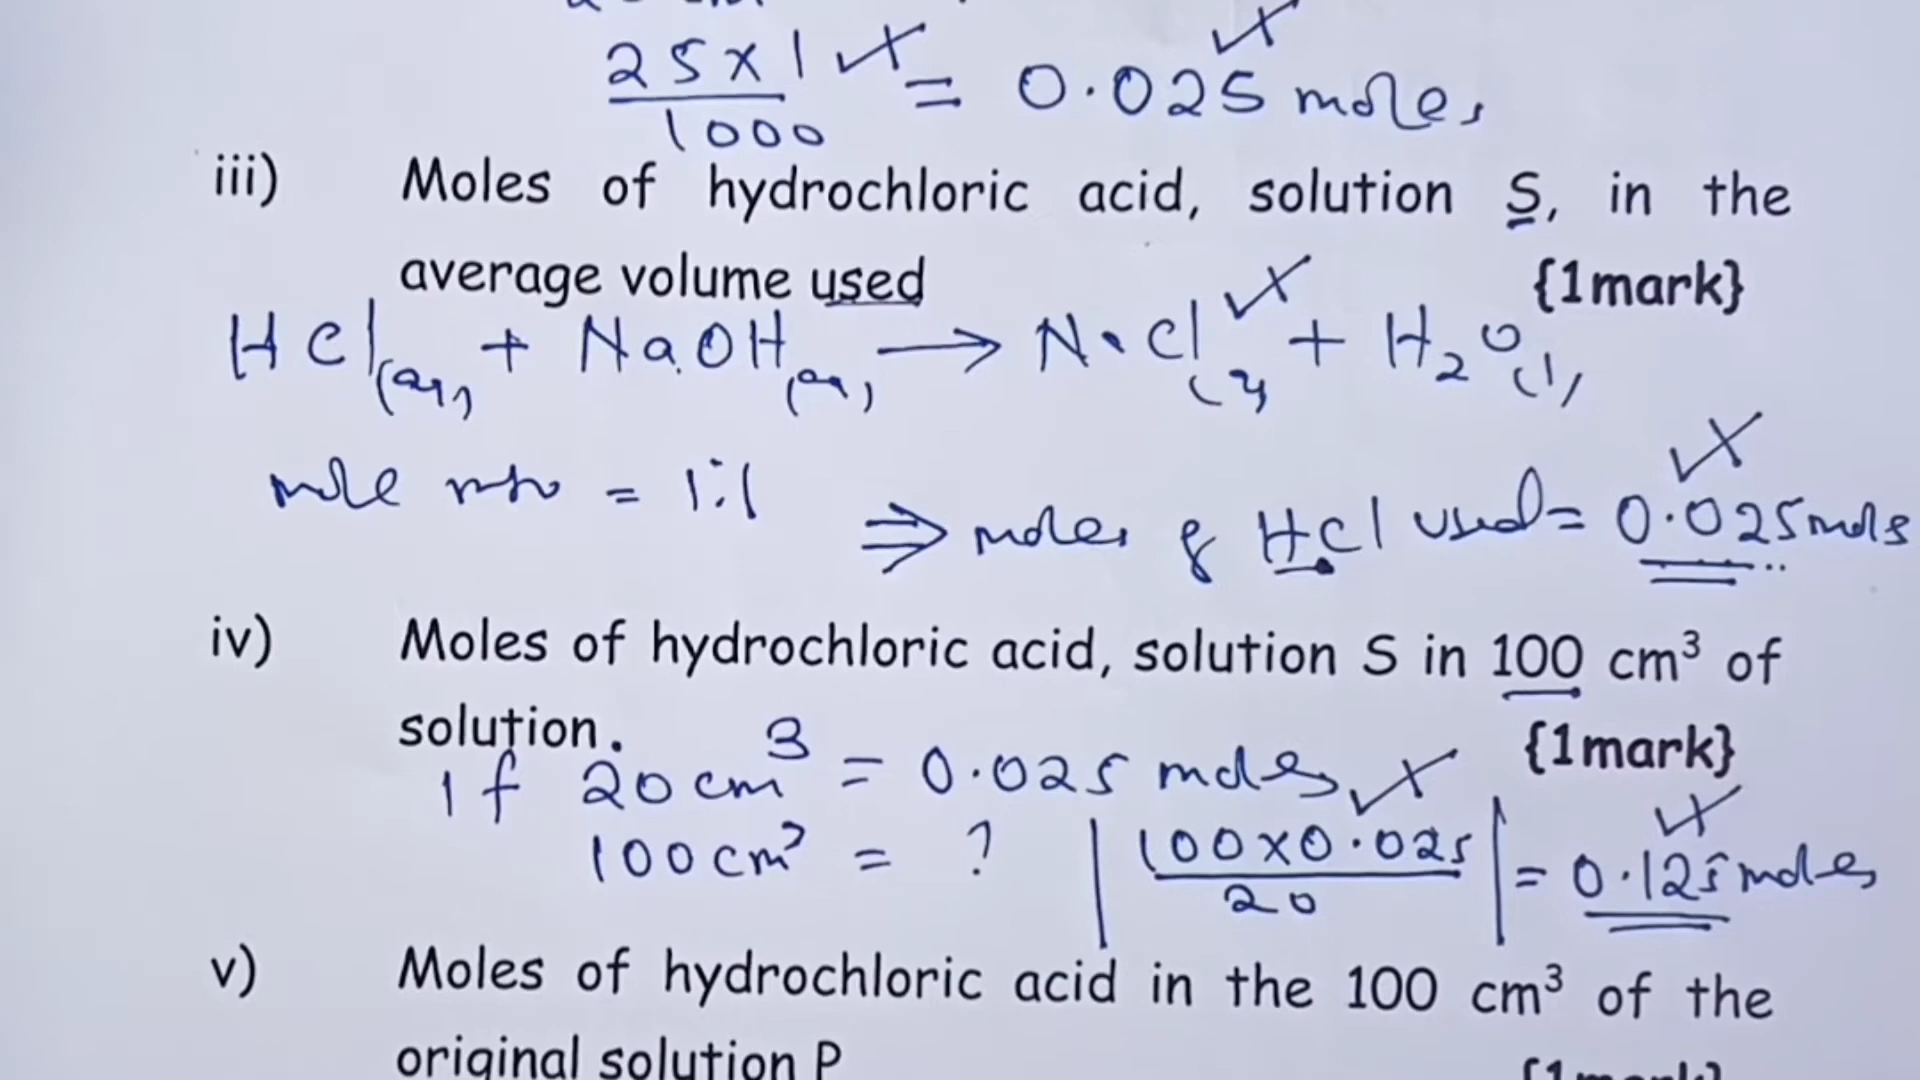 25 x 1 ✓ = 0.025 moles ✓
1000
iii) Moles of hydrochloric acid, solution S, in the
average volume used {1mark}
HCl(aq) + NaOH(aq) → NaCl(aq) ✓ + H₂O(l)
mole ratio = 1:1
⇒ moles of HCl used = 0.025 mols ✓
iv) Moles of hydrochloric acid, solution S in 100 cm³ of
solution. {1mark}
If 20 cm³ = 0.025 moles ✓
100 cm³ = ? | 100x0.025 | = 0.125 moles ✓
20
v) Moles of hydrochloric acid in the 100 cm³ of the
original solution P
{1mark}